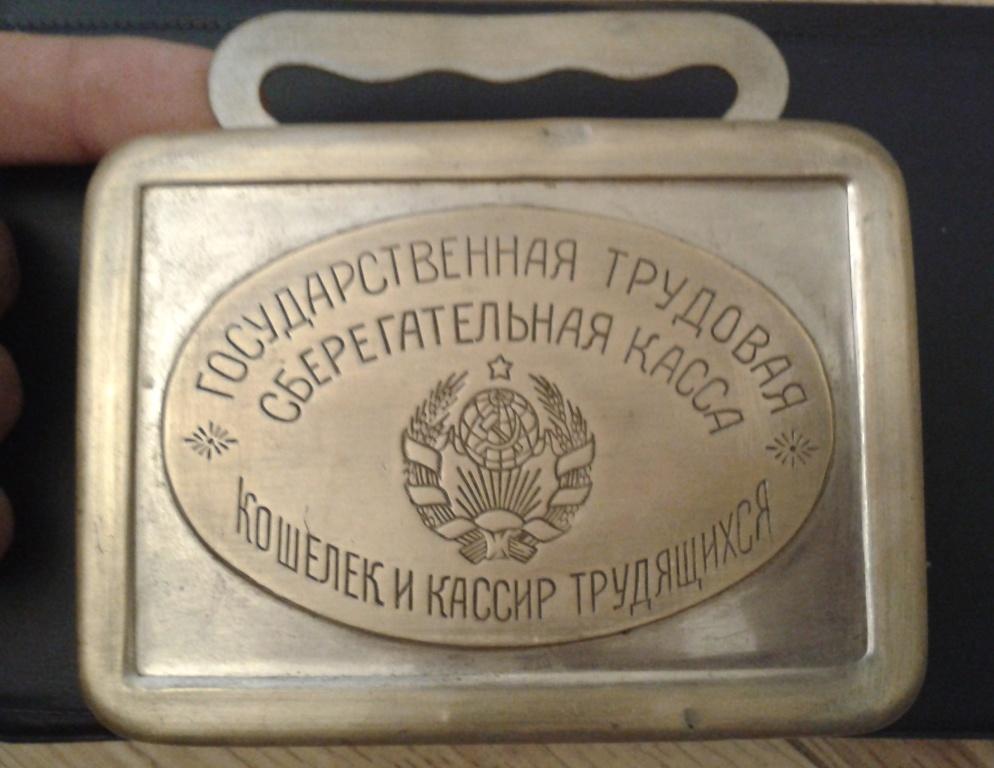 ГОСУДАРСТВЕННАЯ ТРУДОВАЯ
СБЕРЕГАТЕЛЬНАЯ КАССА
КОШЕЛЕК И КАССИР ТРУДЯЩИХСЯ